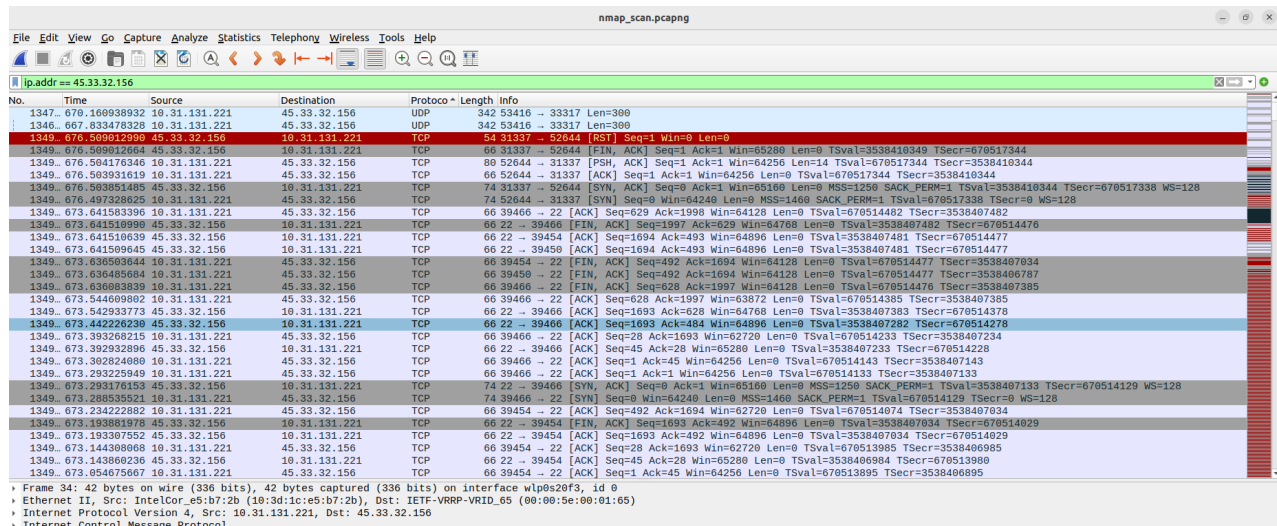 nmap_scan.pcapng
File Edit View Go Capture Analyze Statistics Telephony Wireless Tools Help
ip.addr == 45.33.32.156
No. Time Source Destination Protoco Length Info
1347… 670.160938932 10.31.131.221 45.33.32.156 UDP 342 53416 → 33317 Len=300
1346… 667.833478328 10.31.131.221 45.33.32.156 UDP 342 53416 → 33317 Len=300
1349… 676.509012990 45.33.32.156 10.31.131.221 TCP 54 31337 → 52644 [RST] Seq=1 Win=0 Len=0
1349… 676.509012664 45.33.32.156 10.31.131.221 TCP 66 31337 → 52644 [FIN, ACK] Seq=1 Ack=1 Win=65280 Len=0 TSval=3538410349 TSecr=670517344
1349… 676.504176346 10.31.131.221 45.33.32.156 TCP 80 52644 → 31337 [PSH, ACK] Seq=1 Ack=1 Win=64256 Len=14 TSval=670517344 TSecr=3538410344
1349… 676.503931619 10.31.131.221 45.33.32.156 TCP 66 52644 → 31337 [ACK] Seq=1 Ack=1 Win=64256 Len=0 TSval=670517344 TSecr=3538410344
1349… 676.503851485 45.33.32.156 10.31.131.221 TCP 74 31337 → 52644 [SYN, ACK] Seq=0 Ack=1 Win=65160 Len=0 MSS=1250 SACK_PERM=1 TSval=3538410344 TSecr=670517338 WS=128
1349… 676.497328625 10.31.131.221 45.33.32.156 TCP 74 52644 → 31337 [SYN] Seq=0 Win=64240 Len=0 MSS=1460 SACK_PERM=1 TSval=670517338 TSecr=0 WS=128
1349… 673.641583396 10.31.131.221 45.33.32.156 TCP 66 39466 → 22 [ACK] Seq=629 Ack=1998 Win=64128 Len=0 TSval=670514482 TSecr=3538407482
1349… 673.641510990 45.33.32.156 10.31.131.221 TCP 66 22 → 39466 [FIN, ACK] Seq=1997 Ack=629 Win=64768 Len=0 TSval=3538407482 TSecr=670514476
1349… 673.641510639 45.33.32.156 10.31.131.221 TCP 66 22 → 39454 [ACK] Seq=1694 Ack=493 Win=64896 Len=0 TSval=3538407481 TSecr=670514477
1349… 673.641509645 45.33.32.156 10.31.131.221 TCP 66 22 → 39450 [ACK] Seq=1694 Ack=493 Win=64896 Len=0 TSval=3538407481 TSecr=670514477
1349… 673.636503644 10.31.131.221 45.33.32.156 TCP 66 39454 → 22 [FIN, ACK] Seq=492 Ack=1694 Win=64128 Len=0 TSval=670514477 TSecr=3538407034
1349… 673.636485684 10.31.131.221 45.33.32.156 TCP 66 39450 → 22 [FIN, ACK] Seq=492 Ack=1694 Win=64128 Len=0 TSval=670514477 TSecr=3538406787
1349… 673.636083839 10.31.131.221 45.33.32.156 TCP 66 39466 → 22 [FIN, ACK] Seq=628 Ack=1997 Win=64128 Len=0 TSval=670514476 TSecr=3538407385
1349… 673.544609802 10.31.131.221 45.33.32.156 TCP 66 39466 → 22 [ACK] Seq=628 Ack=1997 Win=63872 Len=0 TSval=670514385 TSecr=3538407385
1349… 673.542933773 45.33.32.156 10.31.131.221 TCP 66 22 → 39466 [ACK] Seq=1693 Ack=628 Win=64768 Len=0 TSval=3538407383 TSecr=670514378
1349… 673.442226230 45.33.32.156 10.31.131.221 TCP 66 22 → 39466 [ACK] Seq=1693 Ack=484 Win=64896 Len=0 TSval=3538407282 TSecr=670514278
1349… 673.393268215 10.31.131.221 45.33.32.156 TCP 66 39466 → 22 [ACK] Seq=28 Ack=1693 Win=62720 Len=0 TSval=670514233 TSecr=3538407234
1349… 673.392932896 45.33.32.156 10.31.131.221 TCP 66 22 → 39466 [ACK] Seq=45 Ack=28 Win=65280 Len=0 TSval=3538407233 TSecr=670514228
1349… 673.302824080 10.31.131.221 45.33.32.156 TCP 66 39466 → 22 [ACK] Seq=1 Ack=45 Win=64256 Len=0 TSval=670514143 TSecr=3538407143
1349… 673.293225949 10.31.131.221 45.33.32.156 TCP 66 39466 → 22 [ACK] Seq=1 Ack=1 Win=64256 Len=0 TSval=670514133 TSecr=3538407133
1349… 673.293176153 45.33.32.156 10.31.131.221 TCP 74 22 → 39466 [SYN, ACK] Seq=0 Ack=1 Win=65160 Len=0 MSS=1250 SACK_PERM=1 TSval=3538407133 TSecr=670514129 WS=128
1349… 673.288535521 10.31.131.221 45.33.32.156 TCP 74 39466 → 22 [SYN] Seq=0 Win=64240 Len=0 MSS=1460 SACK_PERM=1 TSval=670514129 TSecr=0 WS=128
1349… 673.234222882 10.31.131.221 45.33.32.156 TCP 66 39454 → 22 [ACK] Seq=492 Ack=1694 Win=62720 Len=0 TSval=670514074 TSecr=3538407034
1349… 673.193881978 45.33.32.156 10.31.131.221 TCP 66 22 → 39454 [FIN, ACK] Seq=1693 Ack=492 Win=64896 Len=0 TSval=3538407034 TSecr=670514029
1349… 673.193307552 45.33.32.156 10.31.131.221 TCP 66 22 → 39454 [ACK] Seq=1693 Ack=492 Win=64896 Len=0 TSval=3538407034 TSecr=670514029
1349… 673.144308068 10.31.131.221 45.33.32.156 TCP 66 39454 → 22 [ACK] Seq=28 Ack=1693 Win=62720 Len=0 TSval=670513985 TSecr=3538406985
1349… 673.143860236 45.33.32.156 10.31.131.221 TCP 66 22 → 39454 [ACK] Seq=45 Ack=28 Win=65280 Len=0 TSval=3538406984 TSecr=670513980
1349… 673.054675667 10.31.131.221 45.33.32.156 TCP 66 39454 → 22 [ACK] Seq=1 Ack=45 Win=64256 Len=0 TSval=670513895 TSecr=3538406895
Frame 34: 42 bytes on wire (336 bits), 42 bytes captured (336 bits) on interface wlp0s20f3, id 0
Ethernet II, Src: IntelCor_e5:b7:2b (10:3d:1c:e5:b7:2b), Dst: IETF-VRRP-VRID_65 (00:00:5e:00:01:65)
Internet Protocol Version 4, Src: 10.31.131.221, Dst: 45.33.32.156
Internet Control Message Protocol